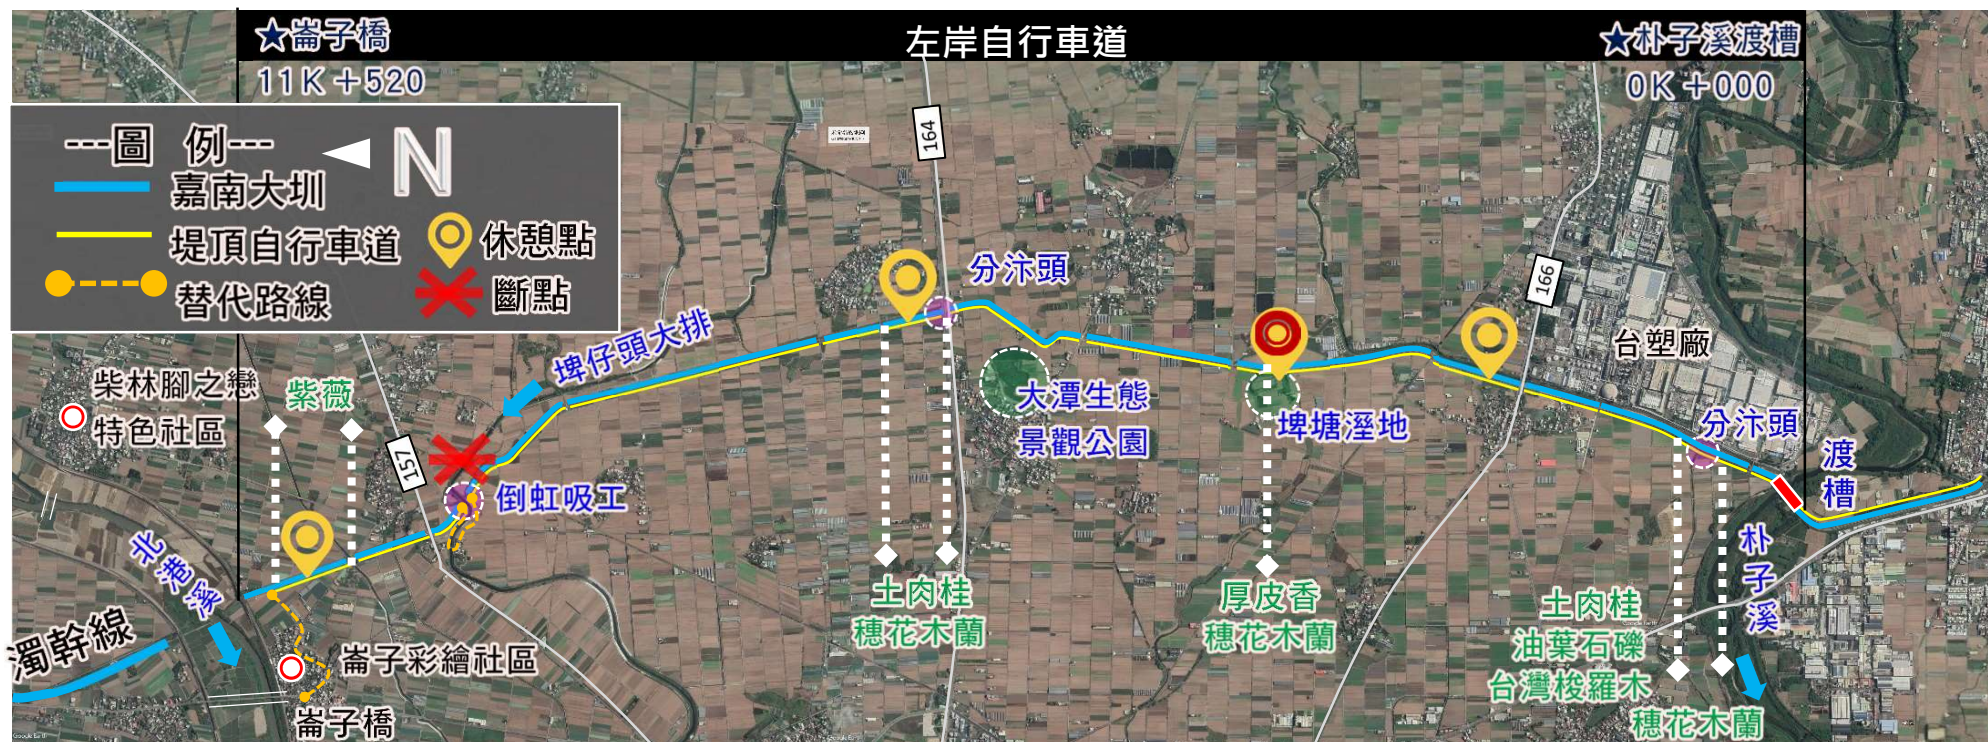 左岸自行車道
★崙子橋
11K＋520
★朴子溪渡槽
0K＋000
---圖 例---
N
嘉南大圳
堤頂自行車道
休憩點
替代路線
斷點
164
166
157
分汴頭
埤仔頭大排
台塑廠
柴林腳之戀
特色社區
紫薇
大潭生態
景觀公園
埤塘溼地
分汴頭
渡槽
倒虹吸工
北港溪
朴子溪
土肉桂
穗花木蘭
厚皮香
穗花木蘭
土肉桂
油葉石礫
台灣梭羅木
穗花木蘭
濁幹線
崙子彩繪社區
崙子橋
Google Earth